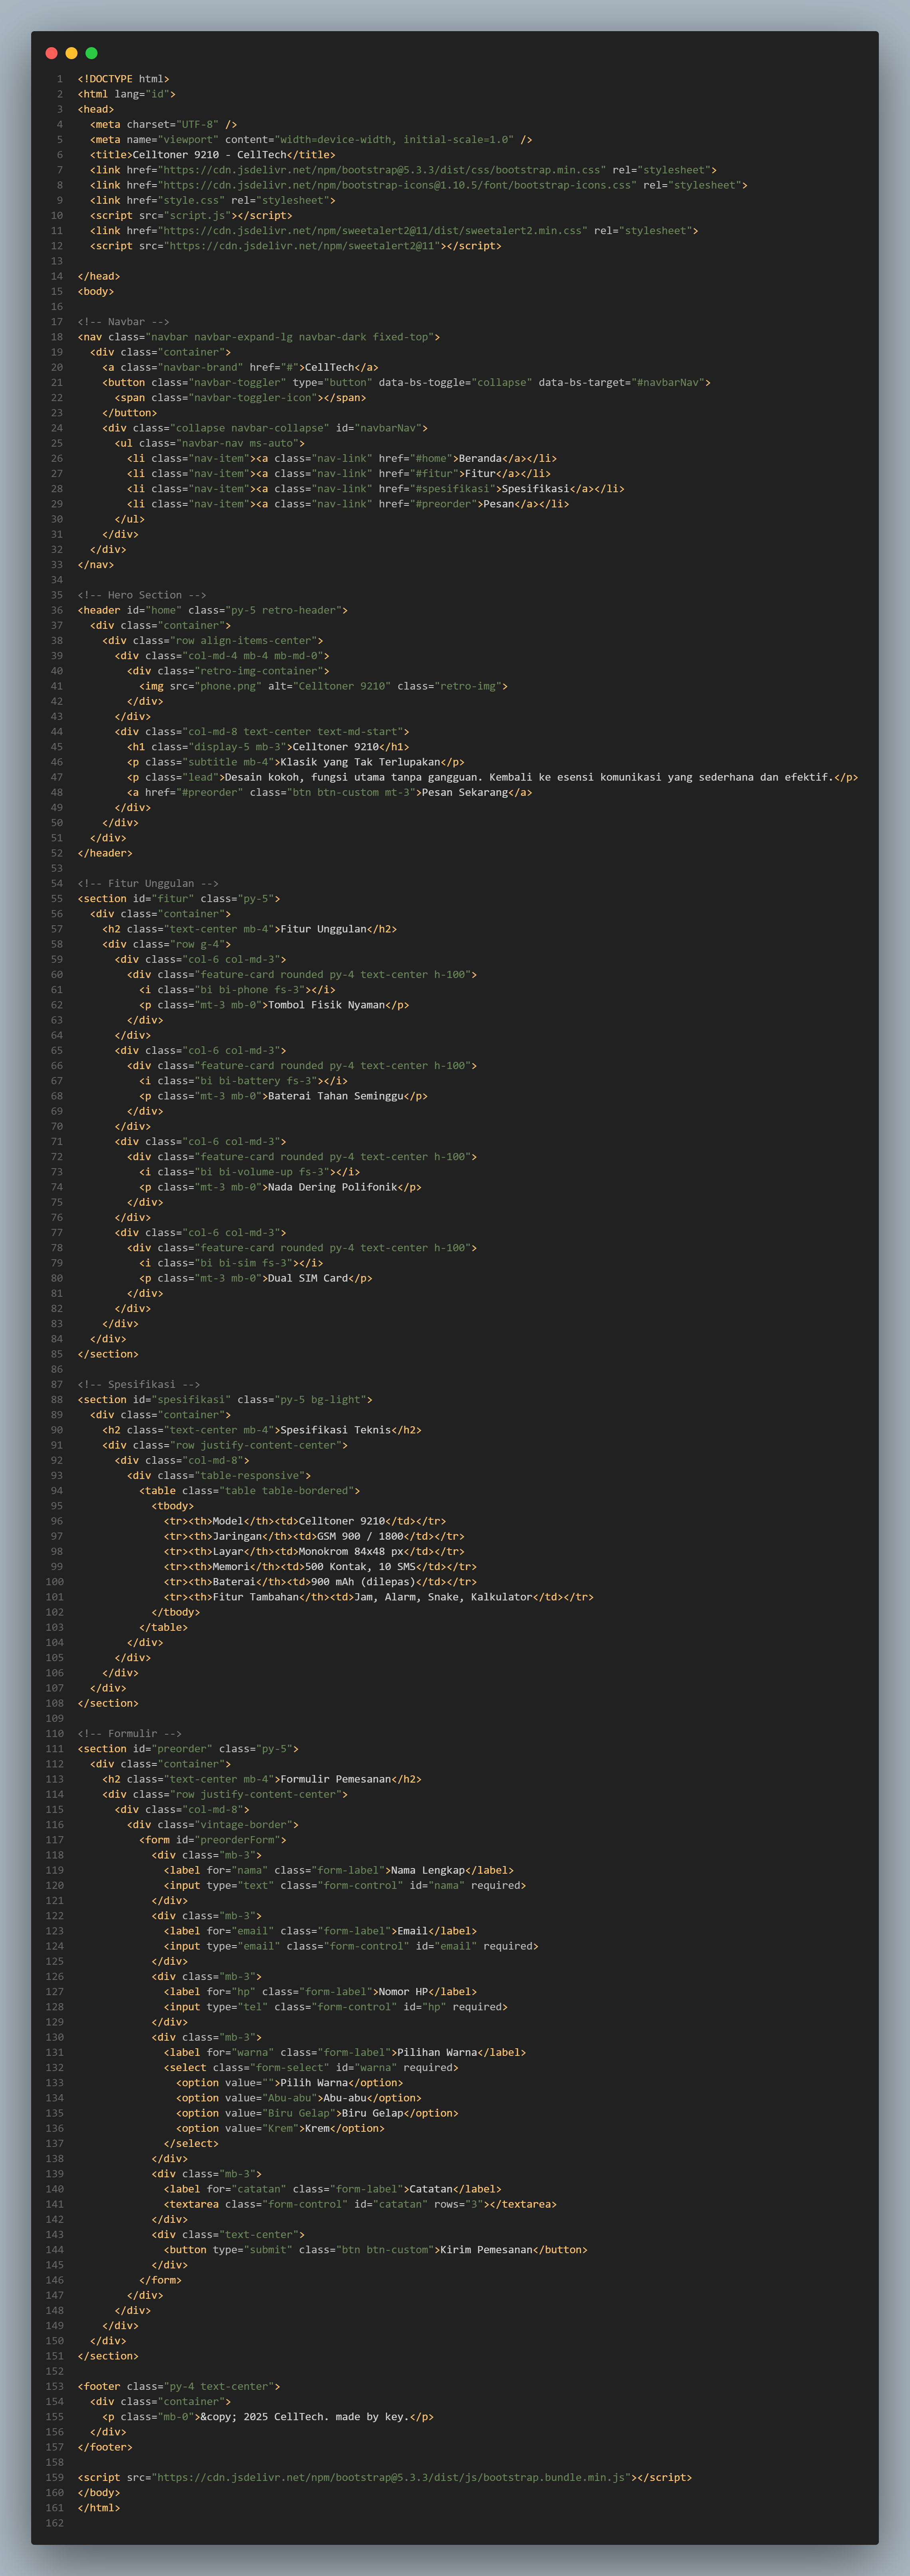 1 <!DOCTYPE html>
2 <html lang="id">
3 <head>
4   <meta charset="UTF-8" />
5   <meta name="viewport" content="width=device-width, initial-scale=1.0" />
6   <title>Celltoner 9210 - CellTech</title>
7   <link href="https://cdn.jsdelivr.net/npm/bootstrap@5.3.3/dist/css/bootstrap.min.css" rel="stylesheet">
8   <link href="https://cdn.jsdelivr.net/npm/bootstrap-icons@1.10.5/font/bootstrap-icons.css" rel="stylesheet">
9   <link href="style.css" rel="stylesheet">
10   <script src="script.js"></script>
11   <link href="https://cdn.jsdelivr.net/npm/sweetalert2@11/dist/sweetalert2.min.css" rel="stylesheet">
12   <script src="https://cdn.jsdelivr.net/npm/sweetalert2@11"></script>
13
14 </head>
15 <body>
16
17 <!-- Navbar -->
18 <nav class="navbar navbar-expand-lg navbar-dark fixed-top">
19   <div class="container">
20     <a class="navbar-brand" href="#">CellTech</a>
21     <button class="navbar-toggler" type="button" data-bs-toggle="collapse" data-bs-target="#navbarNav">
22       <span class="navbar-toggler-icon"></span>
23     </button>
24     <div class="collapse navbar-collapse" id="navbarNav">
25       <ul class="navbar-nav ms-auto">
26         <li class="nav-item"><a class="nav-link" href="#home">Beranda</a></li>
27         <li class="nav-item"><a class="nav-link" href="#fitur">Fitur</a></li>
28         <li class="nav-item"><a class="nav-link" href="#spesifikasi">Spesifikasi</a></li>
29         <li class="nav-item"><a class="nav-link" href="#preorder">Pesan</a></li>
30       </ul>
31     </div>
32   </div>
33 </nav>
34
35 <!-- Hero Section -->
36 <header id="home" class="py-5 retro-header">
37   <div class="container">
38     <div class="row align-items-center">
39       <div class="col-md-4 mb-4 mb-md-0">
40         <div class="retro-img-container">
41           <img src="phone.png" alt="Celltoner 9210" class="retro-img">
42         </div>
43       </div>
44       <div class="col-md-8 text-center text-md-start">
45         <h1 class="display-5 mb-3">Celltoner 9210</h1>
46         <p class="subtitle mb-4">Klasik yang Tak Terlupakan</p>
47         <p class="lead">Desain kokoh, fungsi utama tanpa gangguan. Kembali ke esensi komunikasi yang sederhana dan efektif.</p>
48         <a href="#preorder" class="btn btn-custom mt-3">Pesan Sekarang</a>
49       </div>
50     </div>
51   </div>
52 </header>
53
54 <!-- Fitur Unggulan -->
55 <section id="fitur" class="py-5">
56   <div class="container">
57     <h2 class="text-center mb-4">Fitur Unggulan</h2>
58     <div class="row g-4">
59       <div class="col-6 col-md-3">
60         <div class="feature-card rounded py-4 text-center h-100">
61           <i class="bi bi-phone fs-3"></i>
62           <p class="mt-3 mb-0">Tombol Fisik Nyaman</p>
63         </div>
64       </div>
65       <div class="col-6 col-md-3">
66         <div class="feature-card rounded py-4 text-center h-100">
67           <i class="bi bi-battery fs-3"></i>
68           <p class="mt-3 mb-0">Baterai Tahan Seminggu</p>
69         </div>
70       </div>
71       <div class="col-6 col-md-3">
72         <div class="feature-card rounded py-4 text-center h-100">
73           <i class="bi bi-volume-up fs-3"></i>
74           <p class="mt-3 mb-0">Nada Dering Polifonik</p>
75         </div>
76       </div>
77       <div class="col-6 col-md-3">
78         <div class="feature-card rounded py-4 text-center h-100">
79           <i class="bi bi-sim fs-3"></i>
80           <p class="mt-3 mb-0">Dual SIM Card</p>
81         </div>
82       </div>
83     </div>
84   </div>
85 </section>
86
87 <!-- Spesifikasi -->
88 <section id="spesifikasi" class="py-5 bg-light">
89   <div class="container">
90     <h2 class="text-center mb-4">Spesifikasi Teknis</h2>
91     <div class="row justify-content-center">
92       <div class="col-md-8">
93         <div class="table-responsive">
94           <table class="table table-bordered">
95             <tbody>
96               <tr><th>Model</th><td>Celltoner 9210</td></tr>
97               <tr><th>Jaringan</th><td>GSM 900 / 1800</td></tr>
98               <tr><th>Layar</th><td>Monokrom 84x48 px</td></tr>
99               <tr><th>Memori</th><td>500 Kontak, 10 SMS</td></tr>
100               <tr><th>Baterai</th><td>900 mAh (dilepas)</td></tr>
101               <tr><th>Fitur Tambahan</th><td>Jam, Alarm, Snake, Kalkulator</td></tr>
102             </tbody>
103           </table>
104         </div>
105       </div>
106     </div>
107   </div>
108 </section>
109
110 <!-- Formulir -->
111 <section id="preorder" class="py-5">
112   <div class="container">
113     <h2 class="text-center mb-4">Formulir Pemesanan</h2>
114     <div class="row justify-content-center">
115       <div class="col-md-8">
116         <div class="vintage-border">
117           <form id="preorderForm">
118             <div class="mb-3">
119               <label for="nama" class="form-label">Nama Lengkap</label>
120               <input type="text" class="form-control" id="nama" required>
121             </div>
122             <div class="mb-3">
123               <label for="email" class="form-label">Email</label>
124               <input type="email" class="form-control" id="email" required>
125             </div>
126             <div class="mb-3">
127               <label for="hp" class="form-label">Nomor HP</label>
128               <input type="tel" class="form-control" id="hp" required>
129             </div>
130             <div class="mb-3">
131               <label for="warna" class="form-label">Pilihan Warna</label>
132               <select class="form-select" id="warna" required>
133                 <option value="">Pilih Warna</option>
134                 <option value="Abu-abu">Abu-abu</option>
135                 <option value="Biru Gelap">Biru Gelap</option>
136                 <option value="Krem">Krem</option>
137               </select>
138             </div>
139             <div class="mb-3">
140               <label for="catatan" class="form-label">Catatan</label>
141               <textarea class="form-control" id="catatan" rows="3"></textarea>
142             </div>
143             <div class="text-center">
144               <button type="submit" class="btn btn-custom">Kirim Pemesanan</button>
145             </div>
146           </form>
147         </div>
148       </div>
149     </div>
150   </div>
151 </section>
152
153 <footer class="py-4 text-center">
154   <div class="container">
155     <p class="mb-0">&copy; 2025 CellTech. made by key.</p>
156   </div>
157 </footer>
158
159 <script src="https://cdn.jsdelivr.net/npm/bootstrap@5.3.3/dist/js/bootstrap.bundle.min.js"></script>
160 </body>
161 </html>
162